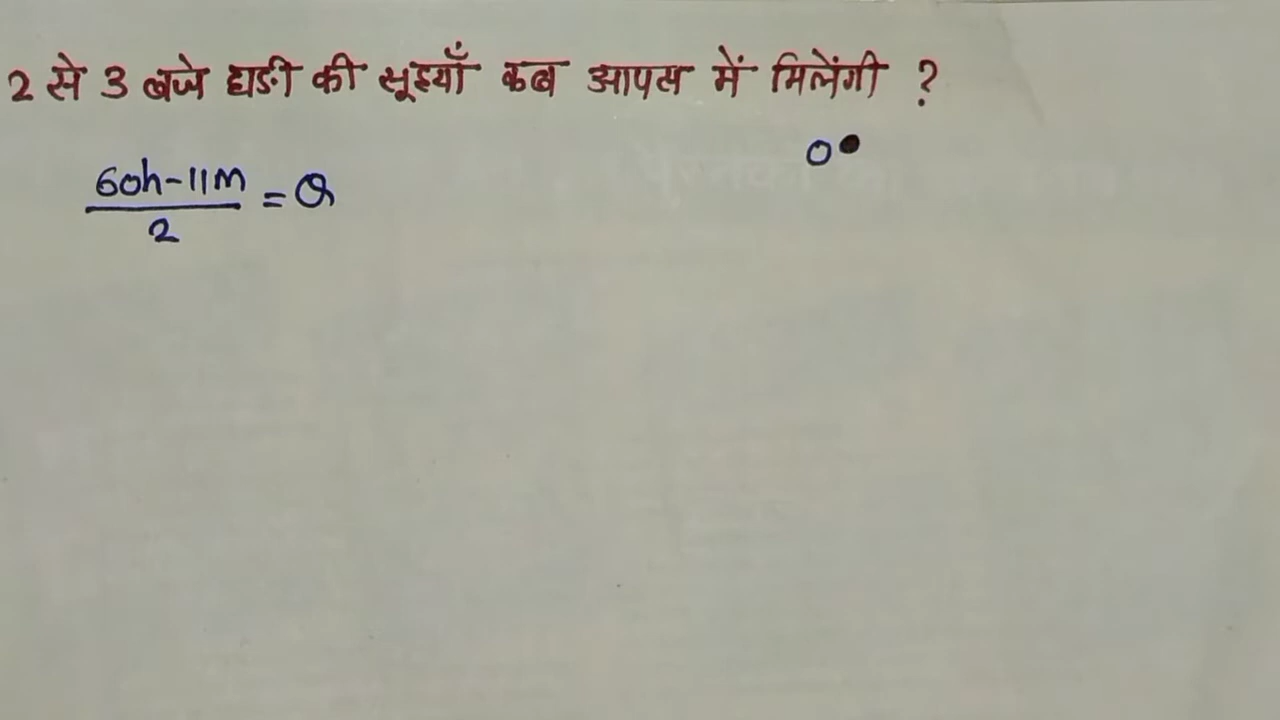 2 से 3 बजे घड़ी की सूइयाँ कब आपस में मिलेंगी ?
0
60h-11M
2
= θ